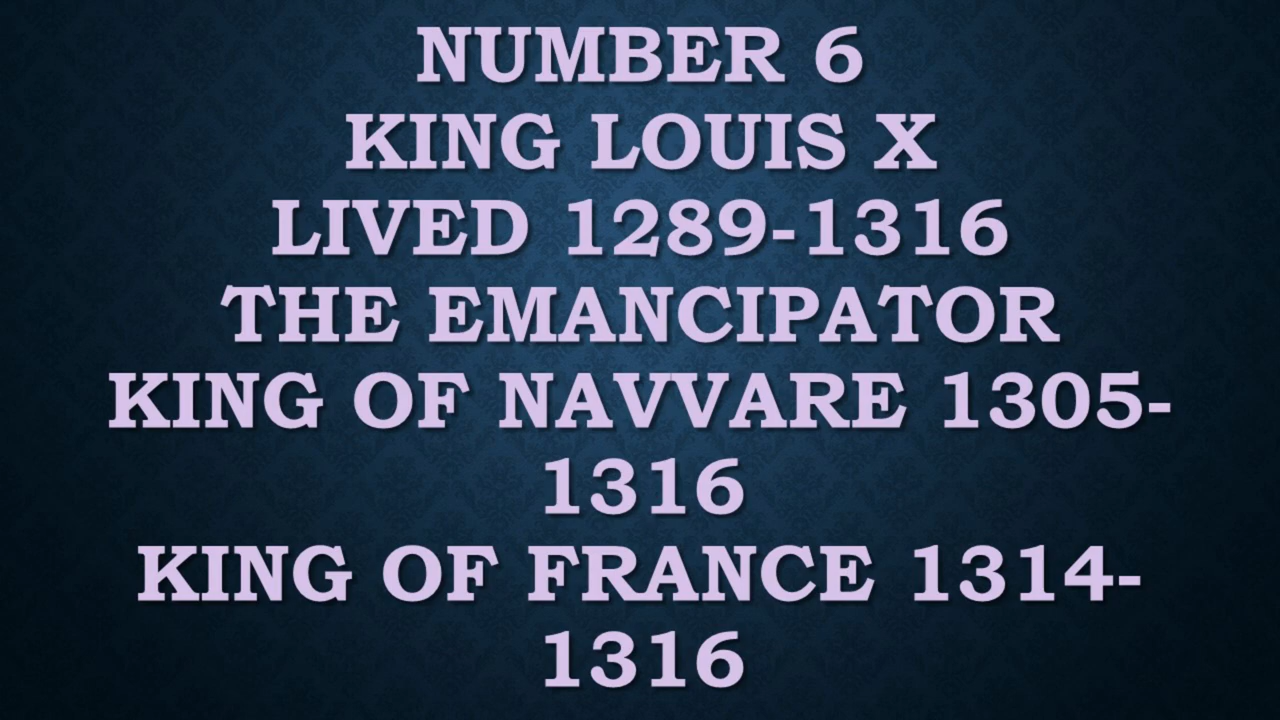 NUMBER 6
KING LOUIS X
LIVED 1289-1316
THE EMANCIPATOR
KING OF NAVVARE 1305-
1316
KING OF FRANCE 1314-
1316